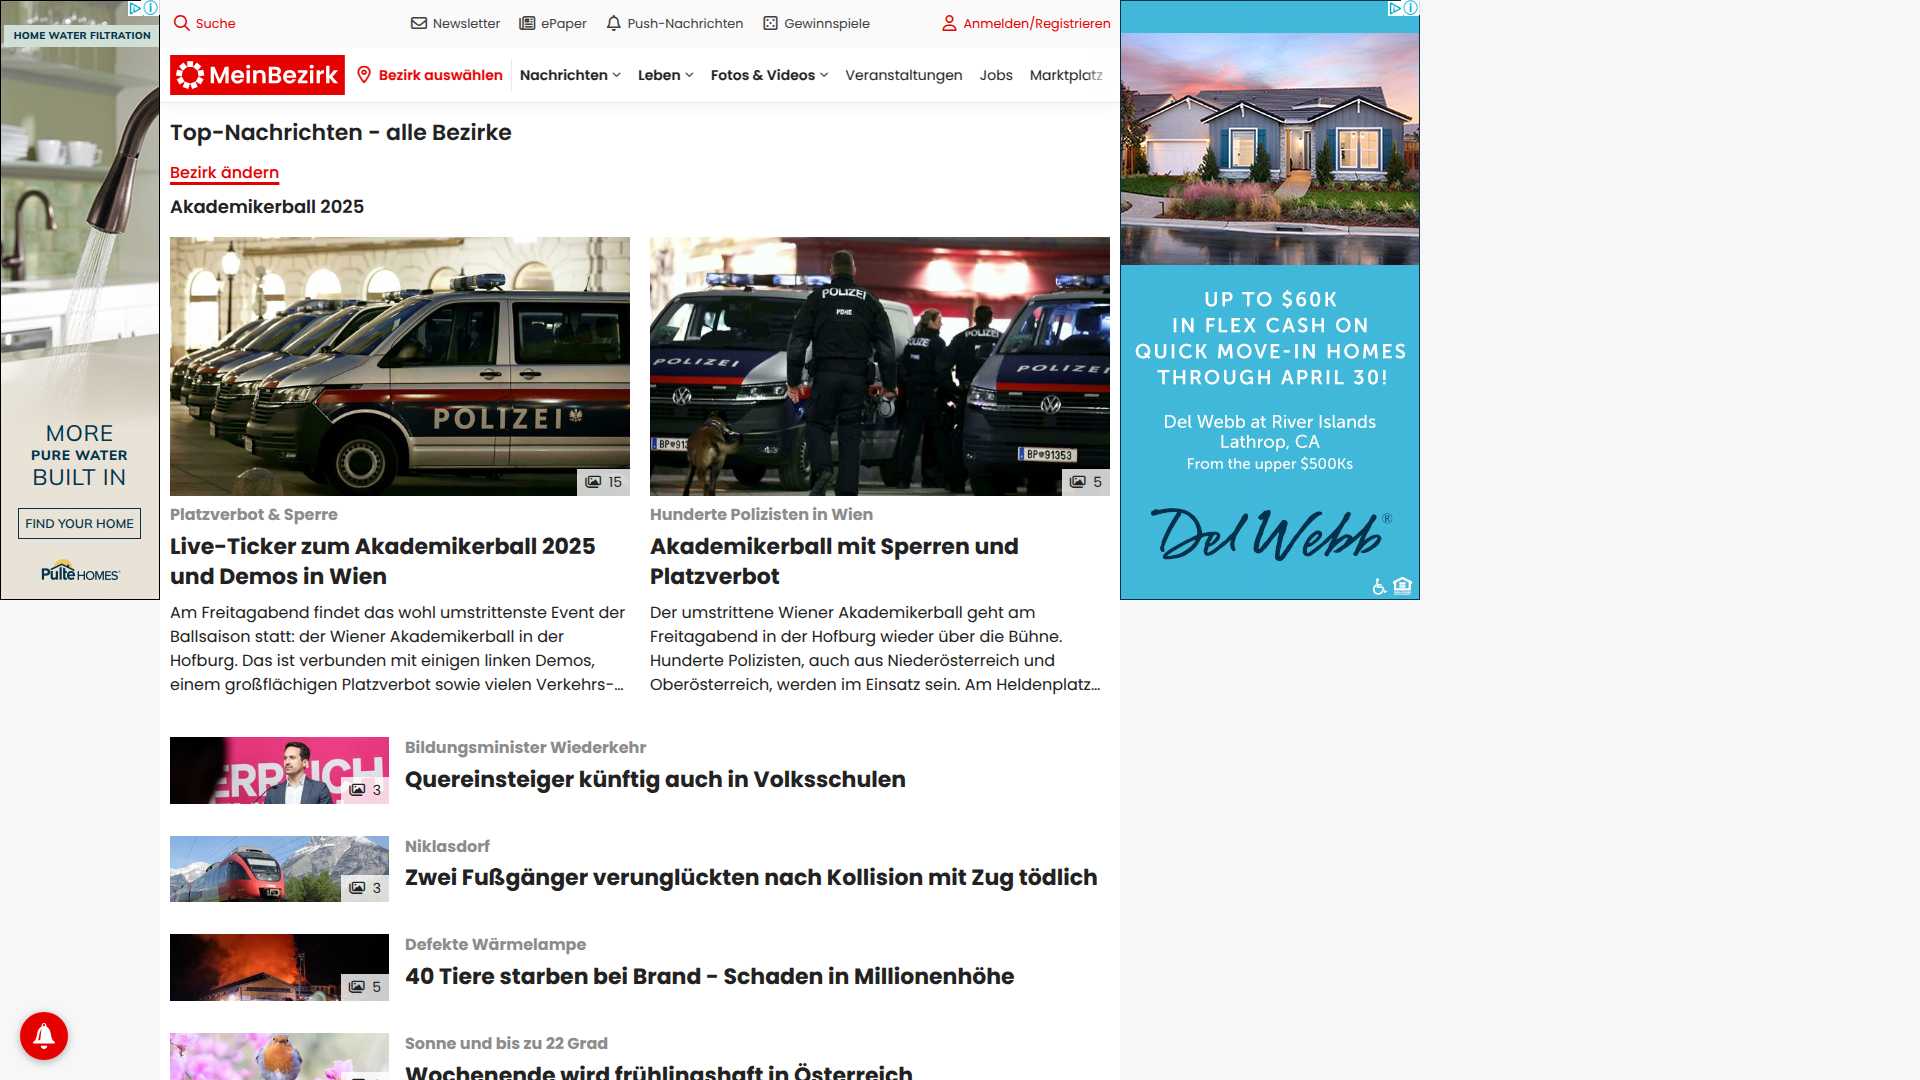 Suche
Newsletter
ePaper
Push-Nachrichten
Gewinnspiele
Anmelden/Registrieren
MeinBezirk
Bezirk auswählen
Nachrichten
Leben
Fotos & Videos
Veranstaltungen
Jobs
Marktplatz
Top-Nachrichten - alle Bezirke
Bezirk ändern
Akademikerball 2025
POLIZEI
15
POLIZEI
POLIZEI
POLIZEI
POLIZEI
POLIZEI
BP 91353
5
Platzverbot & Sperre
Live-Ticker zum Akademikerball 2025
und Demos in Wien
Am Freitagabend findet das wohl umstrittenste Event der
Ballsaison statt: der Wiener Akademikerball in der
Hofburg. Das ist verbunden mit einigen linken Demos,
einem großflächigen Platzverbot sowie vielen Verkehrs-...
Hunderte Polizisten in Wien
Akademikerball mit Sperren und
Platzverbot
Der umstrittene Wiener Akademikerball geht am
Freitagabend in der Hofburg wieder über die Bühne.
Hunderte Polizisten, auch aus Niederösterreich und
Oberösterreich, werden im Einsatz sein. Am Heldenplatz...
3
Bildungsminister Wiederkehr
Quereinsteiger künftig auch in Volksschulen
3
Niklasdorf
Zwei Fußgänger verunglückten nach Kollision mit Zug tödlich
5
Defekte Wärmelampe
40 Tiere starben bei Brand - Schaden in Millionenhöhe
Sonne und bis zu 22 Grad
Wochenende wird frühlingshaft in Österreich
HOME WATER FILTRATION
MORE
PURE WATER
BUILT IN
FIND YOUR HOME
Pulte HOMES
UP TO $60K
IN FLEX CASH ON
QUICK MOVE-IN HOMES
THROUGH APRIL 30!
Del Webb at River Islands
Lathrop, CA
From the upper $500Ks
Del Webb®